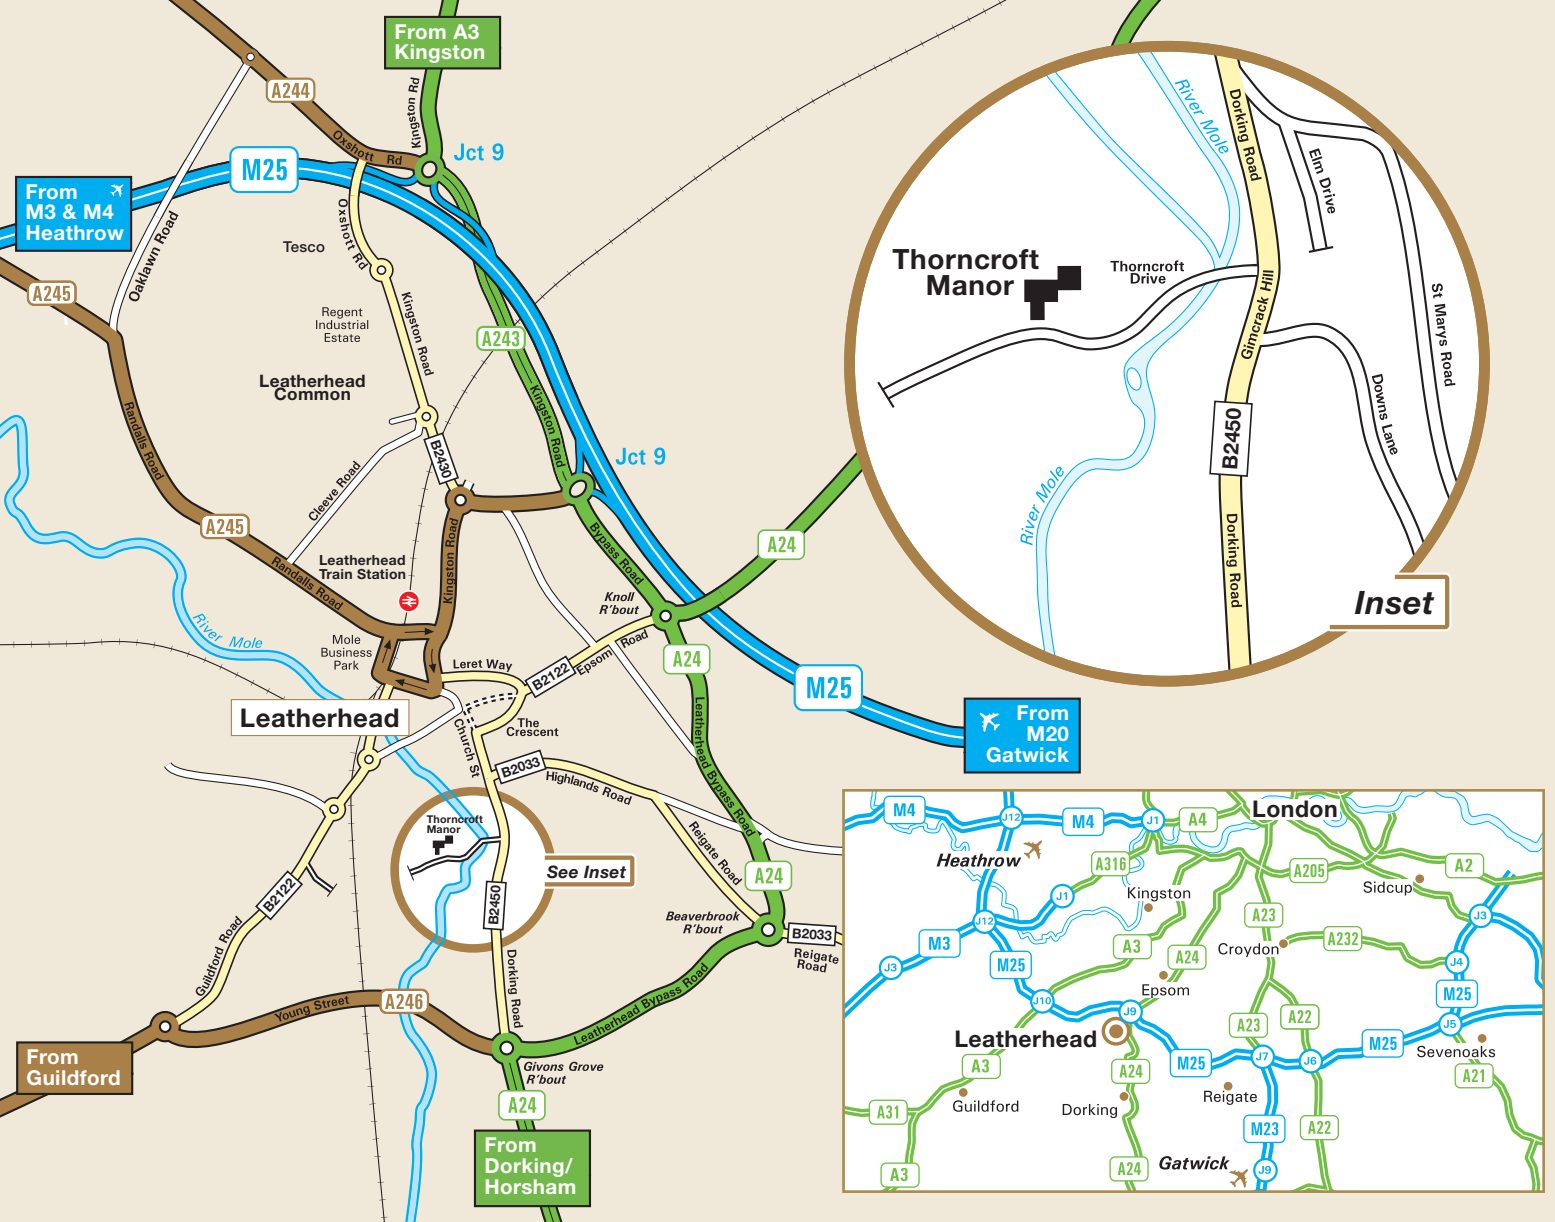 From A3
Kingston
A244
Kingston Rd
Oxshott Rd
Jct 9
M25
From
M3 & M4
Heathrow
Oaklawn Road
Tesco
Oxshott Rd
A245
Regent
Industrial
Estate
Kingston Road
A243
Leatherhead
Common
Kingston Road
Randalls Road
B2430
Jct 9
Cleeve Road
A245
Leatherhead
Train Station
Randalls Road
Kingston Road
Bypass Road
A24
Knoll
R'bout
River Mole
Mole
Business
Park
Leret Way
B2122
Epsom Road
A24
M25
Leatherhead
Church St
The
Crescent
Leatherhead Bypass Road
From
M20
Gatwick
B2033
Highlands Road
Thorncroft
Manor
Reigate Road
See Inset
A24
B2122
B2450
Beaverbrook
R'bout
B2033
Reigate
Road
Guildford Road
Dorking Road
Young Street
A246
Leatherhead Bypass Road
From
Guildford
Givons Grove
R'bout
A24
From
Dorking/
Horsham
River Mole
Dorking Road
Elm Drive
Thorncroft
Manor
Thorncroft
Drive
Gimcrack Hill
St Marys Road
Downs Lane
B2450
River Mole
Dorking Road
Inset
M4
J12
M4
J1
A4
London
Heathrow
A316
A205
A2
Kingston
Sidcup
J1
J12
A23
J3
M3
A3
Croydon
A232
J3
M25
A24
J4
Epsom
M25
J10
J9
A23
A22
J5
Leatherhead
M25
J7
J6
M25
Sevenoaks
A3
A24
A21
Guildford
Reigate
A31
Dorking
M23
A22
Gatwick
A3
A24
J9